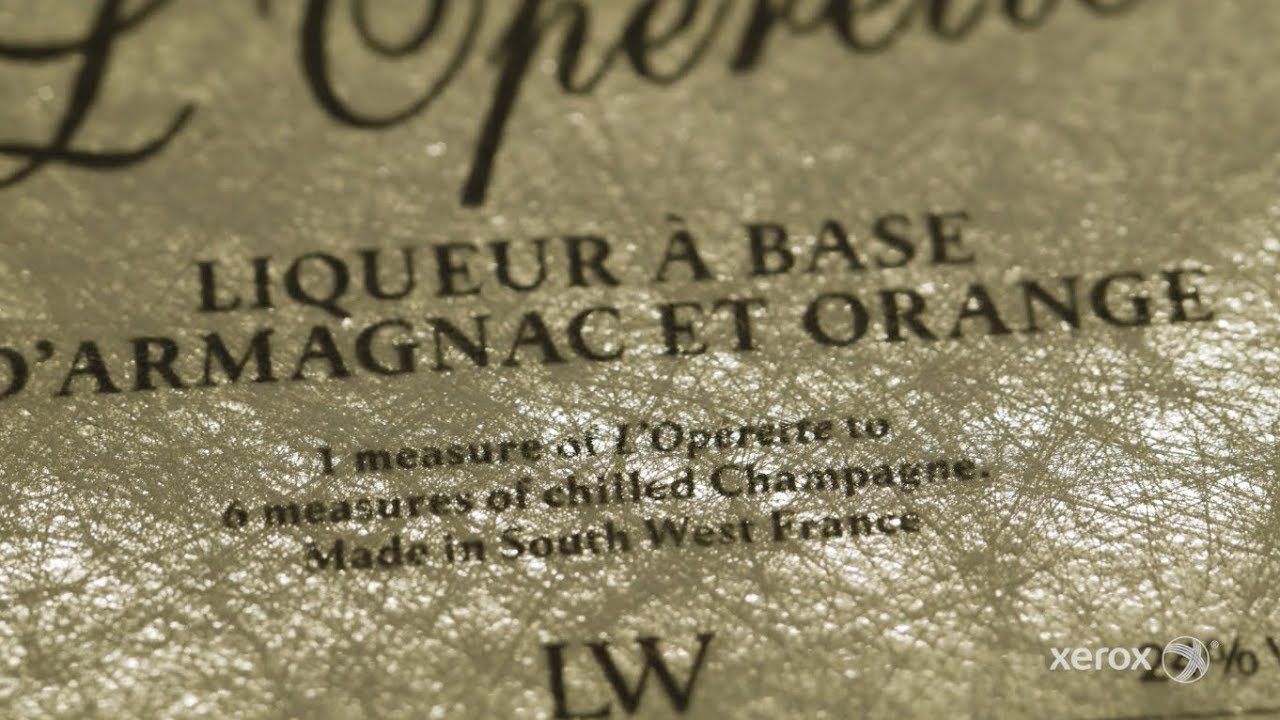 L'Operette
LIQUEUR À BASE
D'ARMAGNAC ET ORANGE
1 measure of L'Operette to
6 measures of chilled Champagne.
Made in South West France
LW
xerox